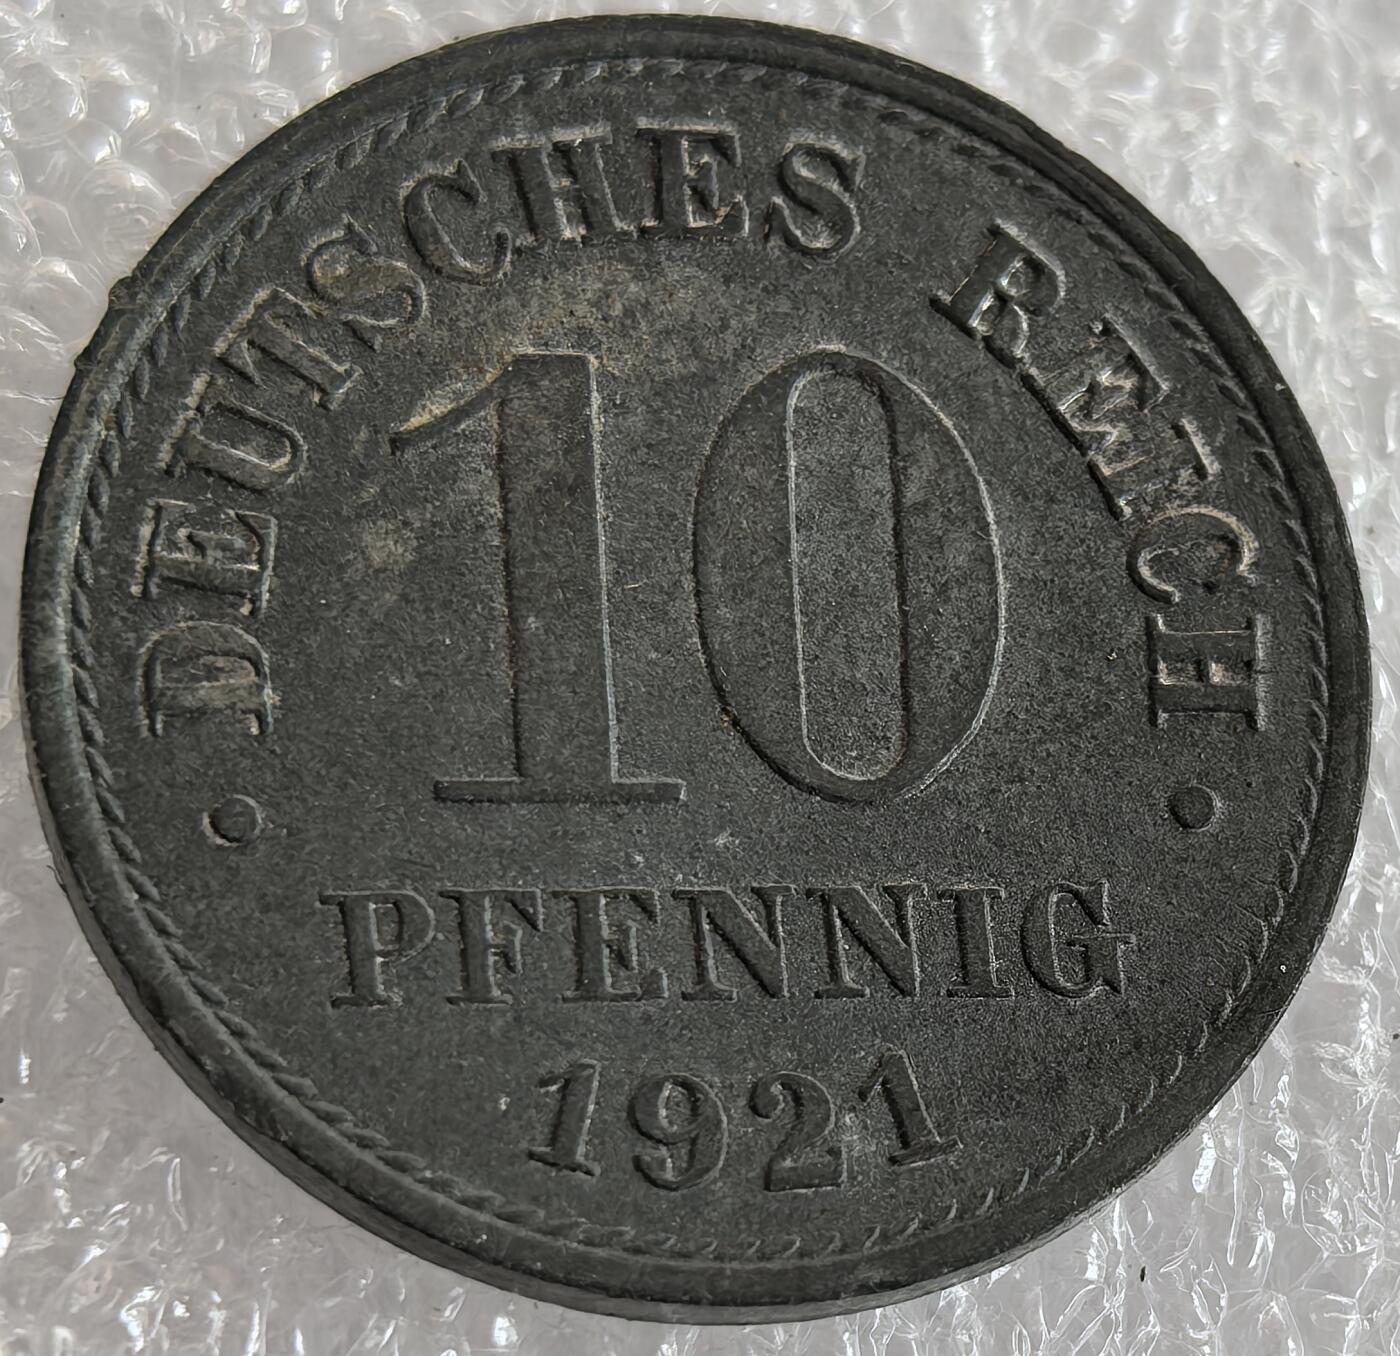 • DEUTSCHES REICH •
10
PFENNIG
1921